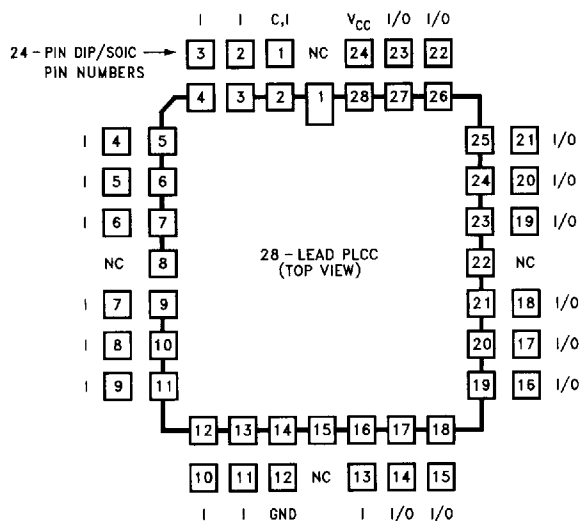 I I C,I VCC I/O I/O
24-PIN DIP/SOIC PIN NUMBERS 3 2 1 NC 24 23 22
4 3 2 1 28 27 26
I 4 5 25 21 I/O
I 5 6 24 20 I/O
I 6 7 23 19 I/O
NC 8 28-LEAD PLCC (TOP VIEW) 22 NC
I 7 9 21 18 I/O
I 8 10 20 17 I/O
I 9 11 19 16 I/O
12 13 14 15 16 17 18
10 11 12 NC 13 14 15
I I GND I I/O I/O